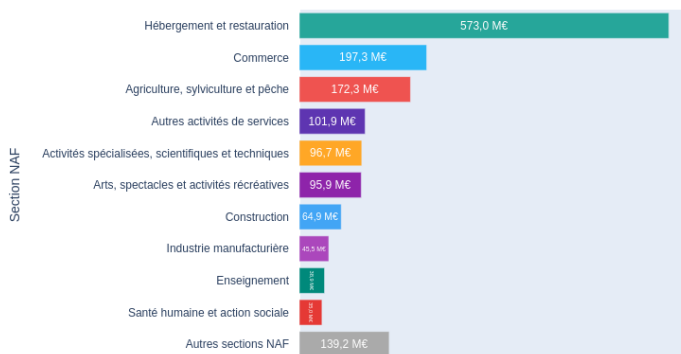 Hébergement et restauration
573,0 M€
Commerce
197,3 M€
Agriculture, sylviculture et pêche
172,3 M€
Autres activités de services
101,9 M€
Activités spécialisées, scientifiques et techniques
96,7 M€
Arts, spectacles et activités récréatives
95,9 M€
Construction
64,9 M€
Industrie manufacturière
45,5 M€
Enseignement
Santé humaine et action sociale
Autres sections NAF
139,2 M€
Section NAF